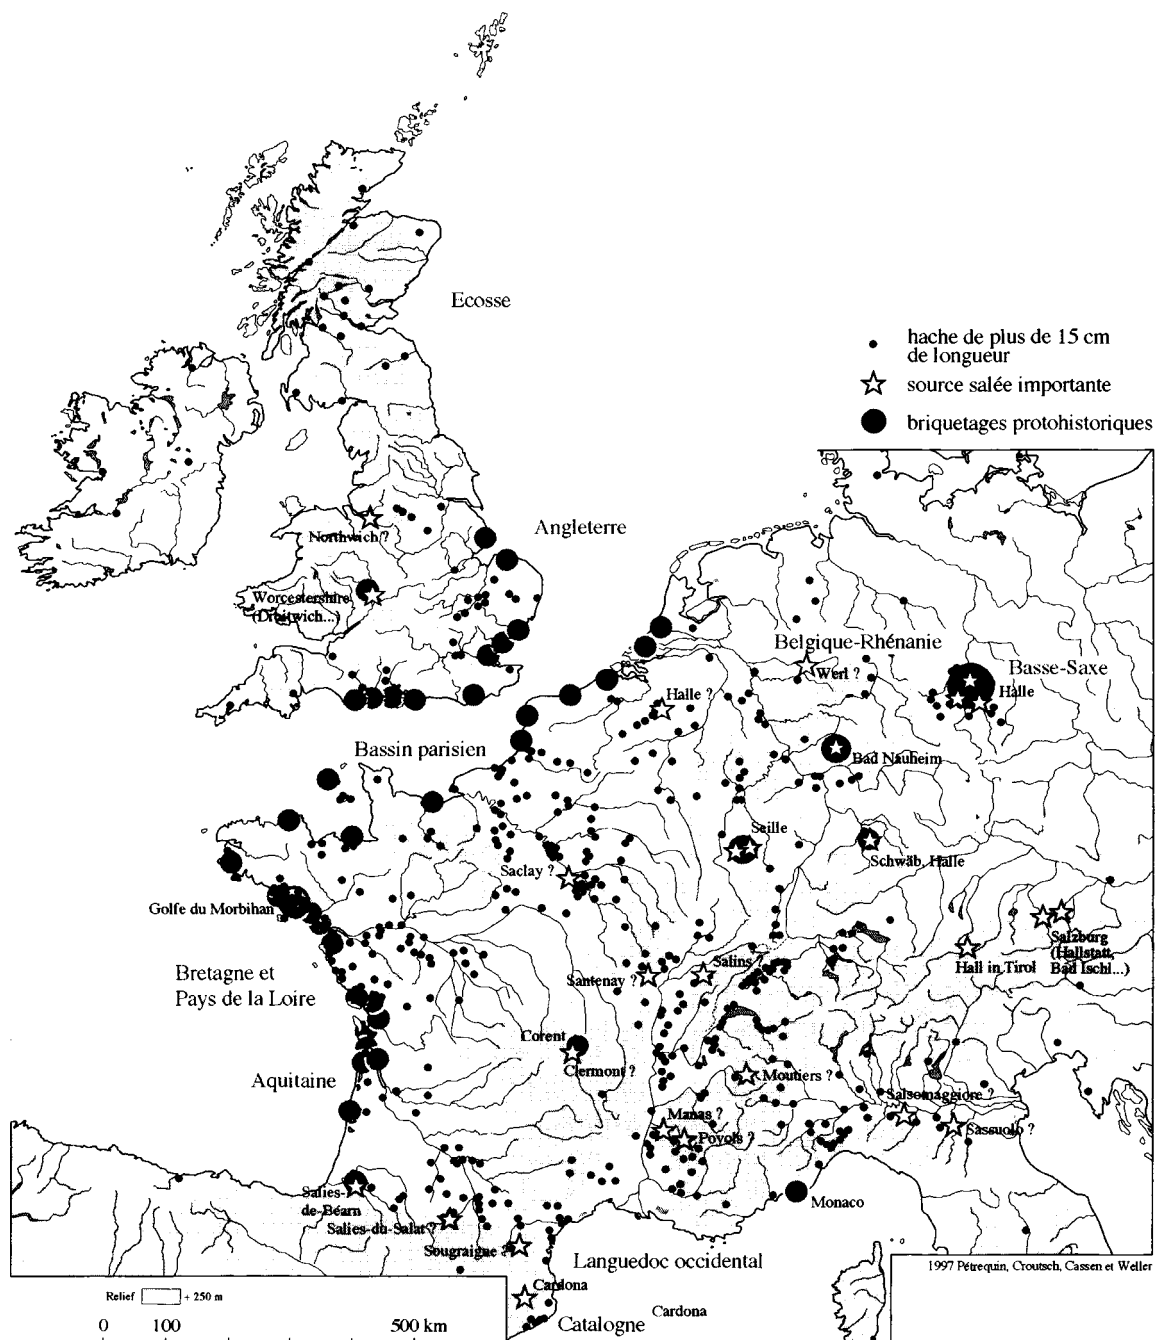 Ecosse
hache de plus de 15 cm
de longueur
source salée importante
briquetages protohistoriques
Angleterre
Northwich ?
Worcestershire
(Droitwich...)
Belgique-Rhénanie
Werl ?
Basse-Saxe
Halle
Halle ?
Bassin parisien
Bad Nauheim
Seille
Schwäb. Halle
Saclay ?
Golfe du Morbihan
Salzburg
(Hallstatt,
Bad Ischl...)
Hall in Tirol
Salins ?
Santenay ?
Bretagne et
Pays de la Loire
Corent
Clermont ?
Moutiers ?
Aquitaine
Salsomaggiore ?
Sassuolo ?
Manas ?
Poyols ?
Monaco
Salies-
de-Béarn
Salies-du-Salat ?
Sougraigne ?
Languedoc occidental
1997 Pétrequin, Croutsch, Cassen et Weller
Cardona
Relief + 250 m
Catalogne
Cardona
0 100 500 km